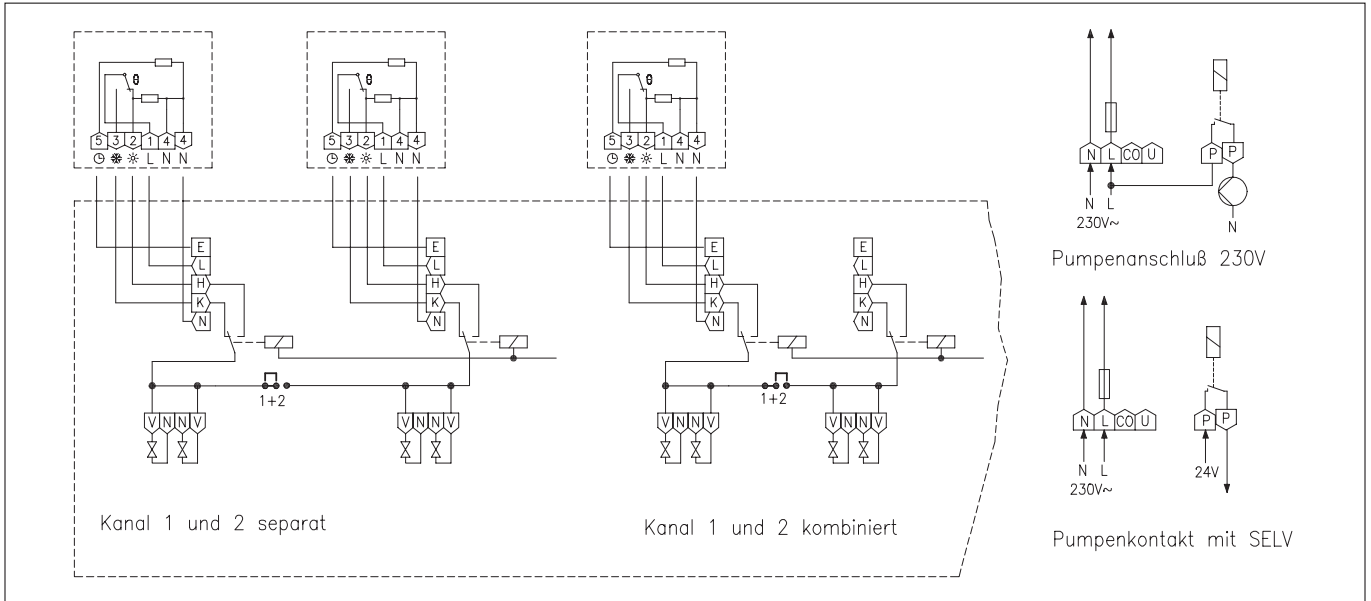 5 3 2 1 4 4
L N N
5 3 2 1 4 4
L N N
5 3 2 1 4 4
L N N
E
L
H
K
N
E
L
H
K
N
E
L
H
K
N
E
L
H
K
N
1+2
1+2
V N N V
V N N V
V N N V
V N N V
Kanal 1 und 2 separat
Kanal 1 und 2 kombiniert
N L CO U
P P
N L
230V~
N
Pumpenanschluß 230V
N L CO U
P P
N L
230V~
24V
Pumpenkontakt mit SELV